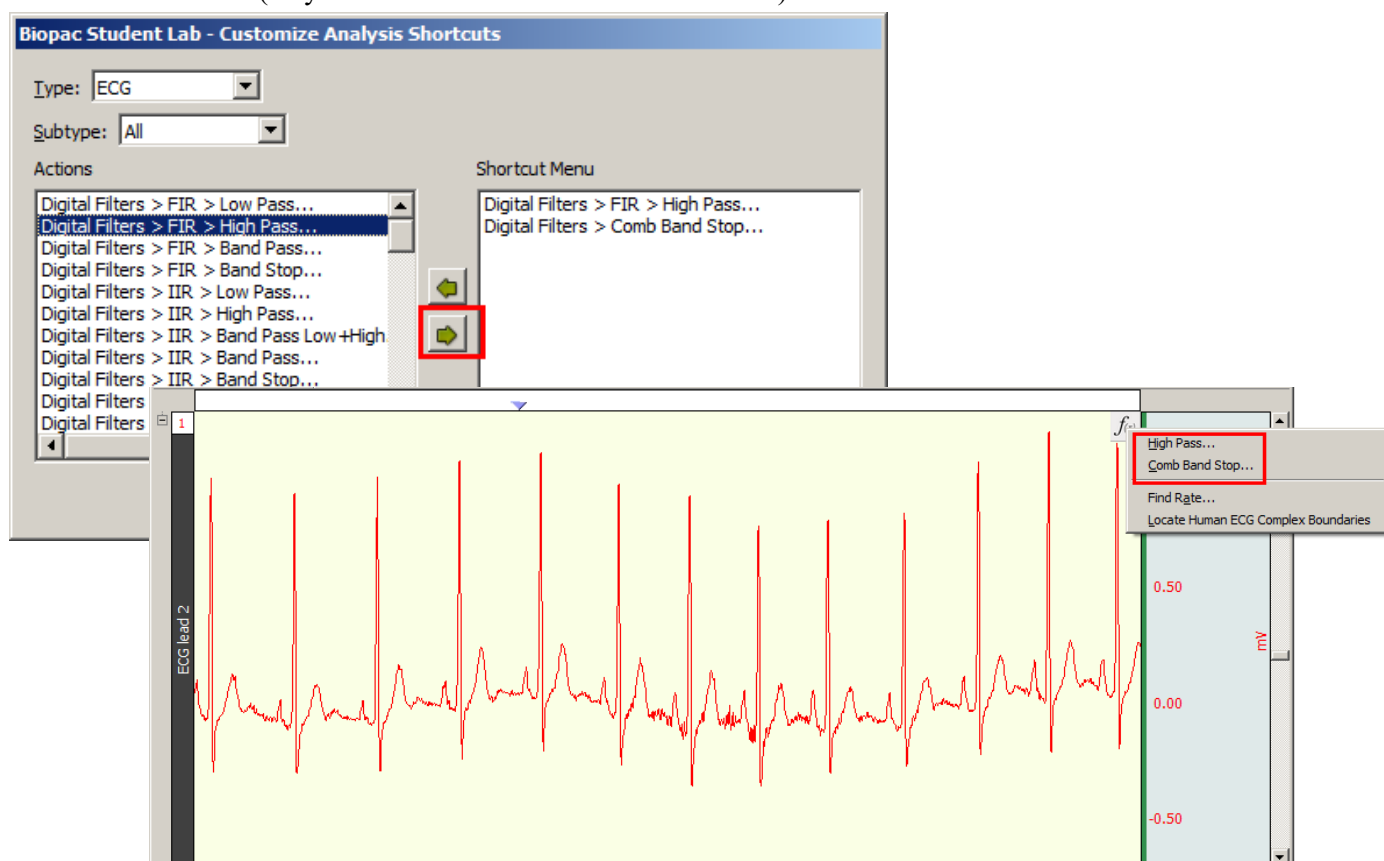 Biopac Student Lab - Customize Analysis Shortcuts
Type: ECG
Subtype: All
Actions
Digital Filters > FIR > Low Pass...
Digital Filters > FIR > High Pass...
Digital Filters > FIR > Band Pass...
Digital Filters > FIR > Band Stop...
Digital Filters > IIR > Low Pass...
Digital Filters > IIR > High Pass...
Digital Filters > IIR > Band Pass Low+High
Digital Filters > IIR > Band Pass...
Digital Filters > IIR > Band Stop...
Digital Filters
Digital Filters
Shortcut Menu
Digital Filters > FIR > High Pass...
Digital Filters > Comb Band Stop...
1
ECG lead 2
High Pass...
Comb Band Stop...
Find Rate...
Locate Human ECG Complex Boundaries
0.50
mV
0.00
-0.50